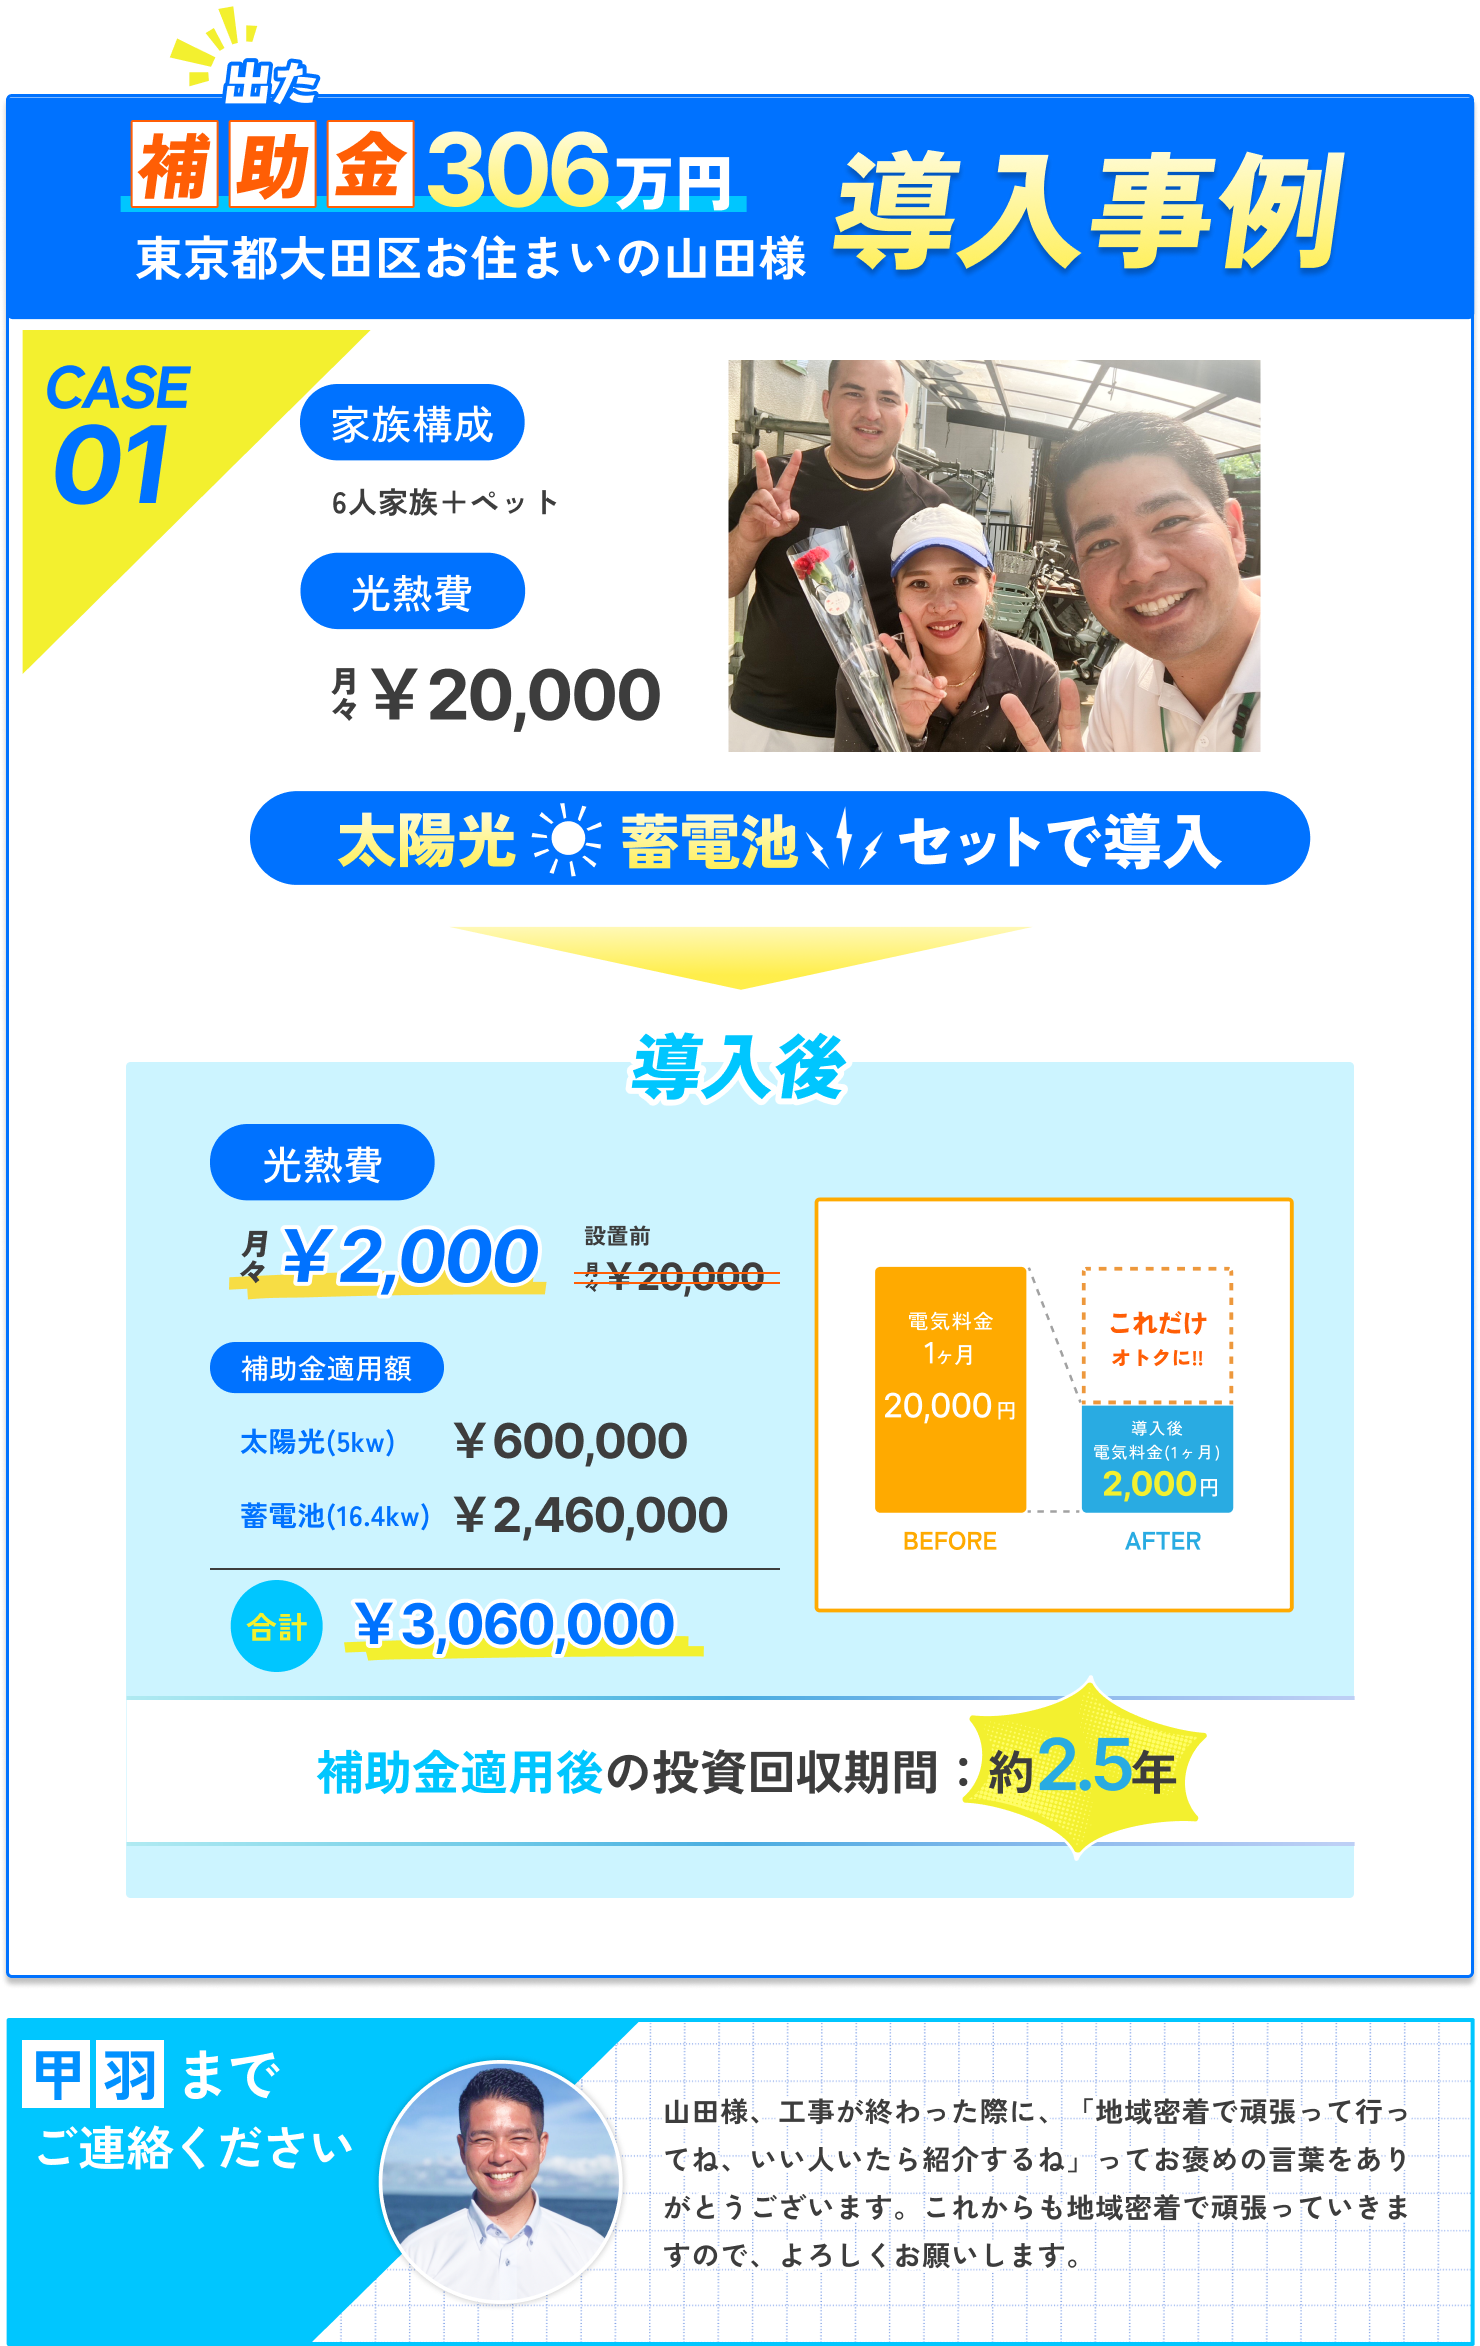 出た
補助金306万円
東京都大田区お住まいの山田様
導入事例
CASE
01
家族構成
6人家族＋ペット
光熱費
月々¥20,000
太陽光 蓄電池 セットで導入
導入後
光熱費
月々¥2,000
設置前
月々¥20,000
補助金適用額
太陽光(5kw) ¥600,000
蓄電池(16.4kw) ¥2,460,000
合計 ¥3,060,000
電気料金
1ヶ月
20,000円
BEFORE
これだけ
オトクに!!
導入後
電気料金(1ヶ月)
2,000円
AFTER
補助金適用後の投資回収期間：約2.5年
甲羽まで
ご連絡ください
山田様、工事が終わった際に、「地域密着で頑張って行っ
てね、いい人いたら紹介するね」ってお褒めの言葉をあり
がとうございます。これからも地域密着で頑張っていきま
すので、よろしくお願いします。